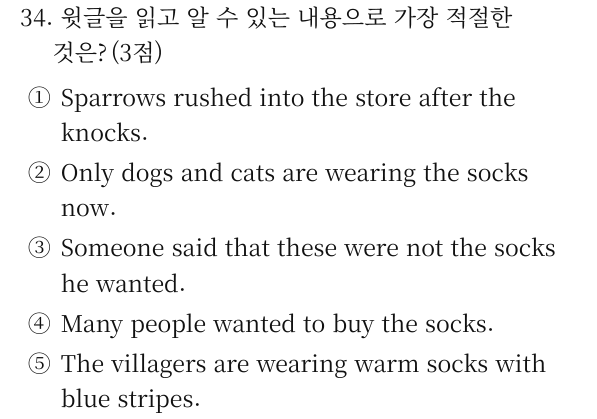 34. 윗글을 읽고 알 수 있는 내용으로 가장 적절한
것은? (3점)
① Sparrows rushed into the store after the
knocks.
② Only dogs and cats are wearing the socks
now.
③ Someone said that these were not the socks
he wanted.
④ Many people wanted to buy the socks.
⑤ The villagers are wearing warm socks with
blue stripes.